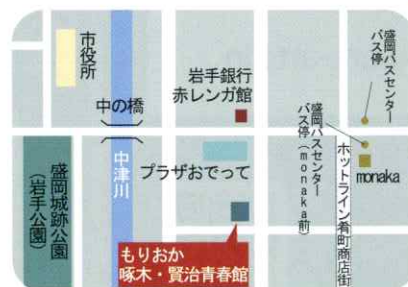 市役所
中の橋
岩手銀行
赤レンガ館
盛岡バスセンター
バス停
盛岡バスセンター
バス停(monaka前)
monaka
中津川
プラザおでって
盛岡城跡公園
(岩手公園)
ホットライン肴町商店街
もりおか
啄木・賢治青春館